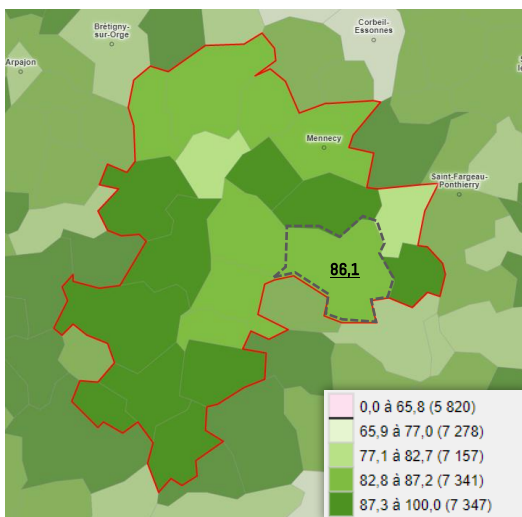 Brétigny-
sur-Orge
Corbeil-
Essonnes
Arpajon
Mennecy
Saint-Fargeau-
Ponthierry
86,1
0,0 à 65,8 (5 820)
65,9 à 77,0 (7 278)
77,1 à 82,7 (7 157)
82,8 à 87,2 (7 341)
87,3 à 100,0 (7 347)